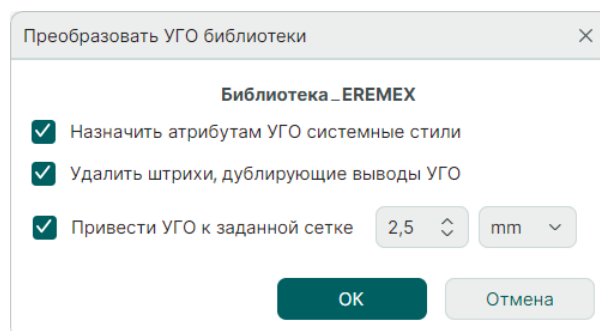 Преобразовать УГО библиотеки
Библиотека_EREMEX
Назначить атрибутам УГО системные стили
Удалить штрихи, дублирующие выводы УГО
Привести УГО к заданной сетке 2,5 mm
ОК Отмена